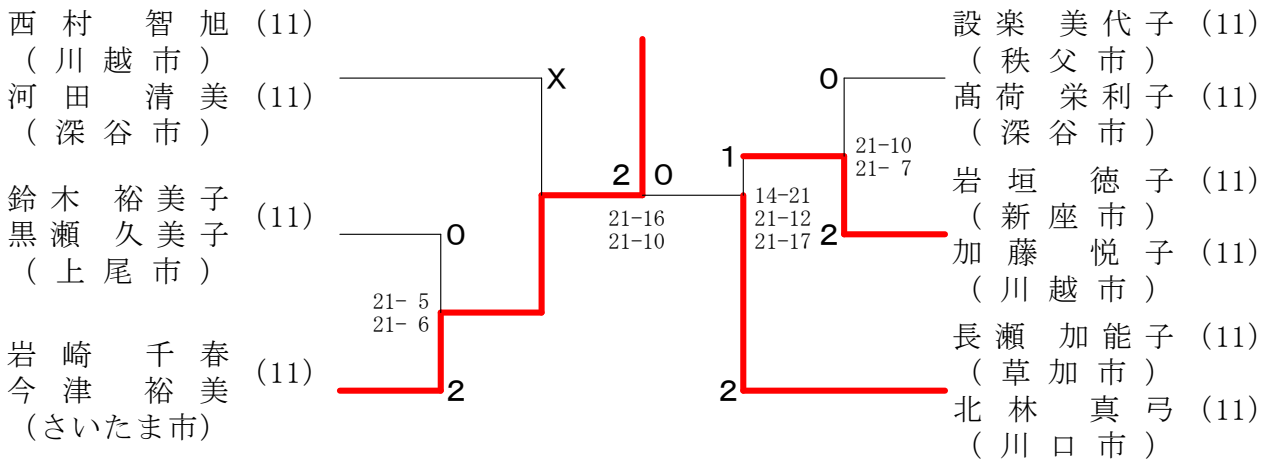 西村 智旭 (11)
(川越市)
河田 清美 (11)
(深谷市)
鈴木 裕美子
黒瀬 久美子 (11)
(上尾市)
岩崎 千春
今津 裕美 (11)
(さいたま市)
X
0
21- 5
21- 6
2
2 0
21-16
21-10
1
14-21
21-12
21-17
2
0
21-10
21- 7
2
設楽 美代子 (11)
(秩父市)
髙荷 栄利子 (11)
(深谷市)
岩垣 徳子 (11)
(新座市)
加藤 悦子 (11)
(川越市)
長瀬 加能子 (11)
(草加市)
北林 真弓 (11)
(川口市)